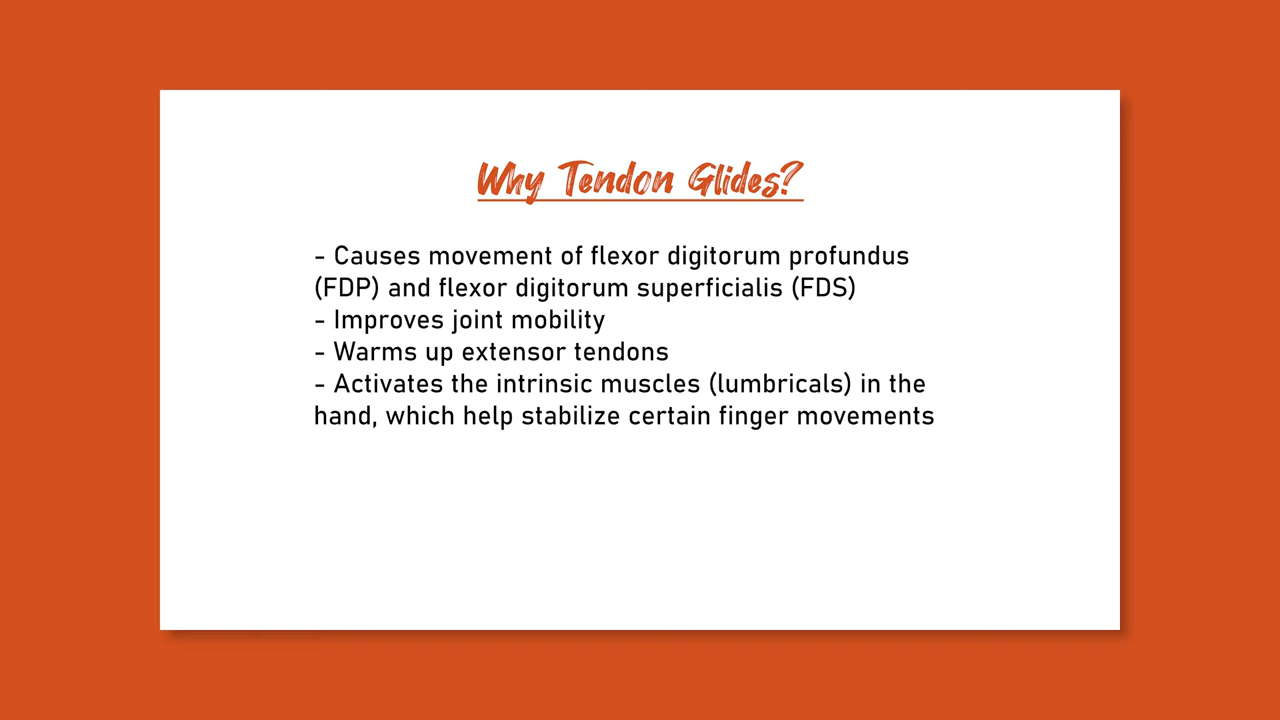 Why Tendon Glides?
- Causes movement of flexor digitorum profundus
(FDP) and flexor digitorum superficialis (FDS)
- Improves joint mobility
- Warms up extensor tendons
- Activates the intrinsic muscles (lumbricals) in the
hand, which help stabilize certain finger movements